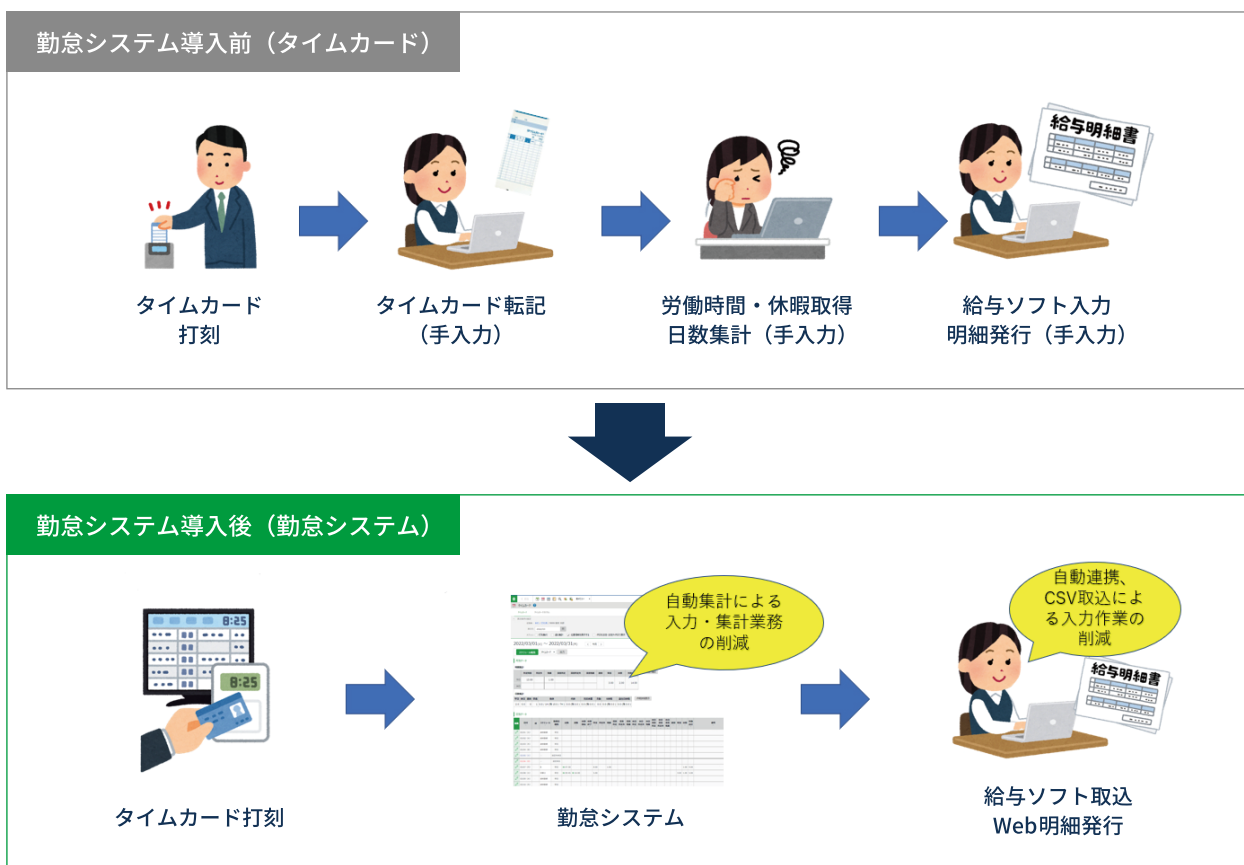 勤怠システム導入前（タイムカード）
給与明細書
タイムカード
打刻
タイムカード転記
（手入力）
労働時間・休暇取得
日数集計（手入力）
給与ソフト入力
明細発行（手入力）
勤怠システム導入後（勤怠システム）
8:25
8:25
自動集計による
入力・集計業務
の削減
自動連携、
CSV取込によ
る入力作業の
削減
給与明細書
タイムカード打刻
勤怠システム
給与ソフト取込
Web明細発行